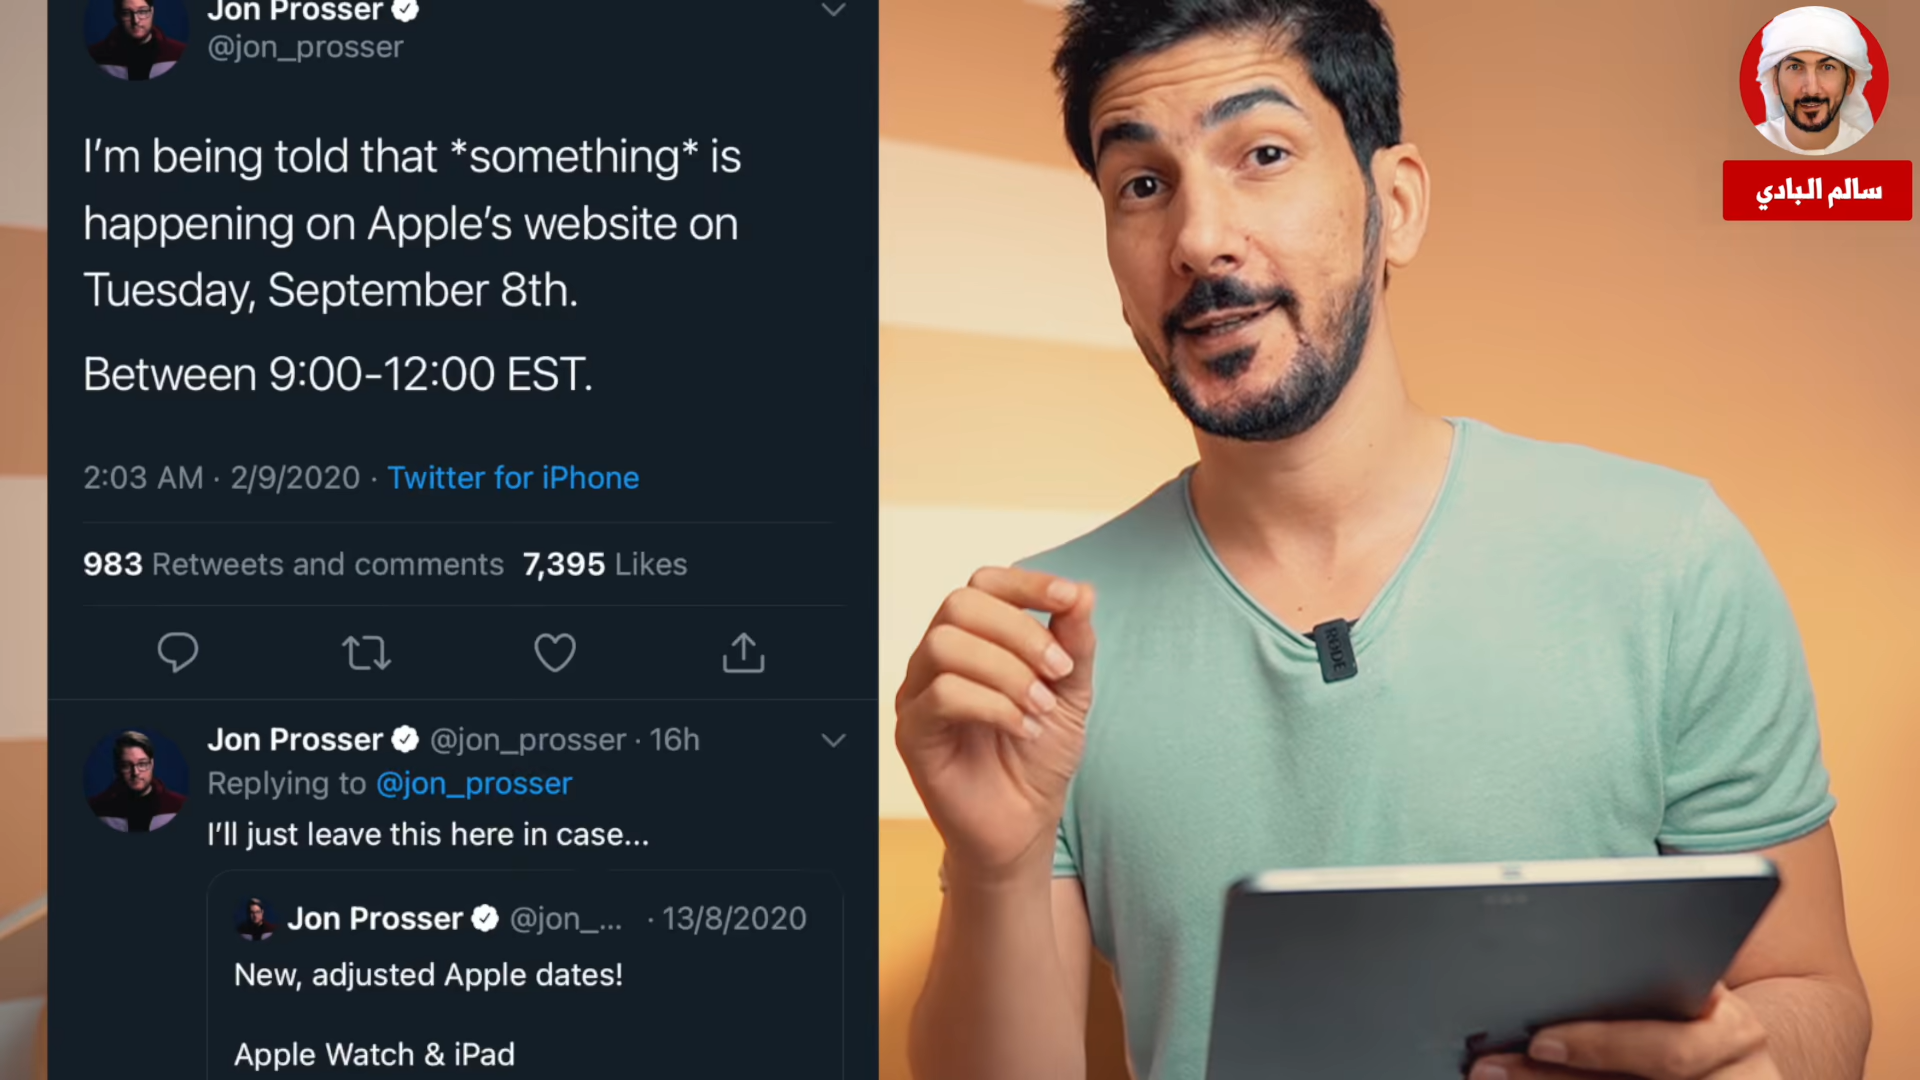 Jon Prosser
@jon_prosser
I'm being told that *something* is
happening on Apple's website on
Tuesday, September 8th.
Between 9:00-12:00 EST.
2:03 AM · 2/9/2020 · Twitter for iPhone
983 Retweets and comments 7,395 Likes
Jon Prosser @jon_prosser · 16h
Replying to @jon_prosser
I'll just leave this here in case...
Jon Prosser @jon_... · 13/8/2020
New, adjusted Apple dates!
Apple Watch & iPad
سالم البادي
RØDE